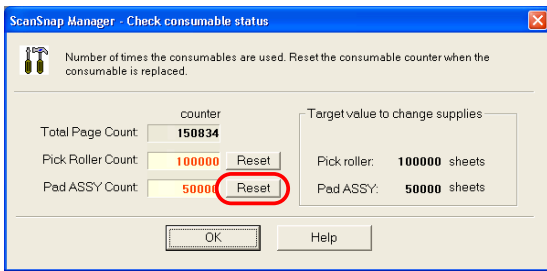 ScanSnap Manager - Check consumable status
Number of times the consumables are used. Reset the consumable counter when the
consumable is replaced.
counter
Total Page Count: 150834
Pick Roller Count: 100000 Reset
Pad ASSY Count: 50000 Reset
Target value to change supplies
Pick roller: 100000 sheets
Pad ASSY: 50000 sheets
OK Help